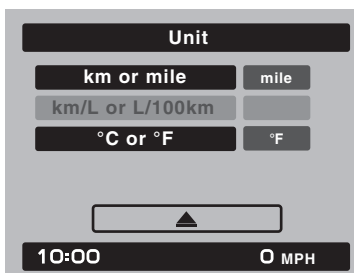 Unit
km or mile mile
km/L or L/100km
°C or °F °F
10:00 0 MPH